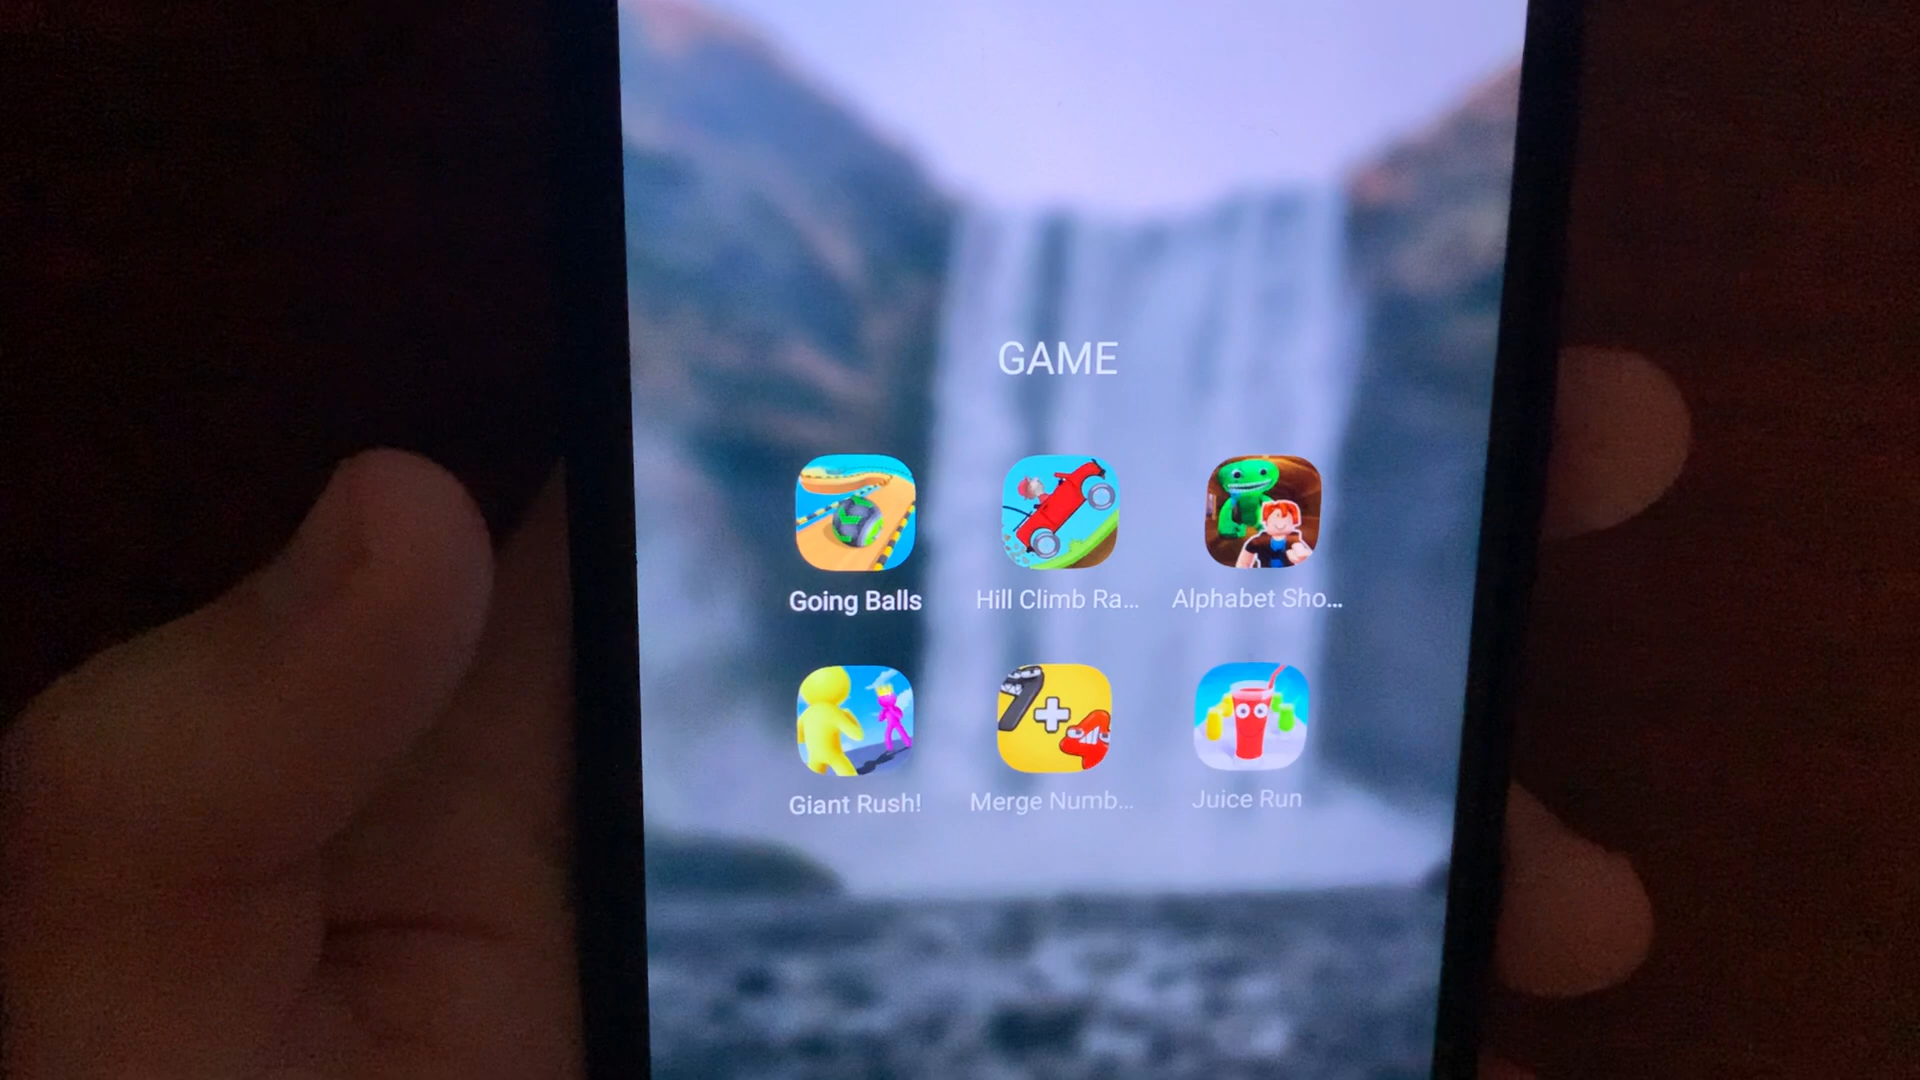 GAME
Going Balls
Hill Climb Ra...
Alphabet Sho...
Giant Rush!
Merge Numb...
Juice Run